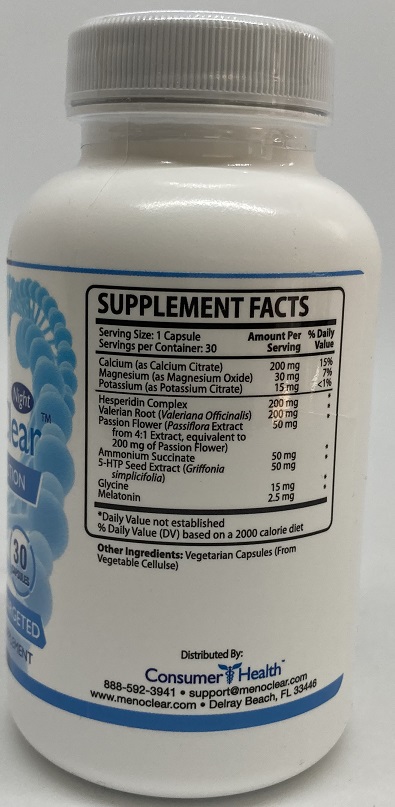 Night
ear™
ION
30
CAPSULES
GETED
EMENT
SUPPLEMENT FACTS
Serving Size: 1 Capsule
Servings per Container: 30
Amount Per Serving
% Daily Value
Calcium (as Calcium Citrate) 200 mg 15%
Magnesium (as Magnesium Oxide) 30 mg 7%
Potassium (as Potassium Citrate) 15 mg <1%
Hesperidin Complex 200 mg *
Valerian Root (Valeriana Officinalis) 200 mg *
Passion Flower (Passiflora Extract 50 mg
from 4:1 Extract, equivalent to
200 mg of Passion Flower) *
Ammonium Succinate 50 mg *
5-HTP Seed Extract (Griffonia 50 mg
simplicifolia) *
Glycine 15 mg *
Melatonin 2.5 mg *
*Daily Value not established
% Daily Value (DV) based on a 2000 calorie diet
Other Ingredients: Vegetarian Capsules (From
Vegetable Cellulse)
Distributed By:
Consumer Health™
888-592-3941 • support@menoclear.com
www.menoclear.com • Delray Beach, FL 33446